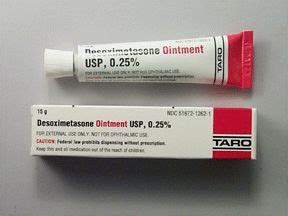 Desoximetasone Ointment
USP, 0.25%
FOR EXTERNAL USE ONLY. NOT FOR OPHTHALMIC USE.
TARO
15 g
NDC 51672-1262-1
Desoximetasone Ointment USP, 0.25%
FOR EXTERNAL USE ONLY. NOT FOR OPHTHALMIC USE.
CAUTION: Federal law prohibits dispensing without prescription.
Keep this and all medication out of the reach of children.
TARO